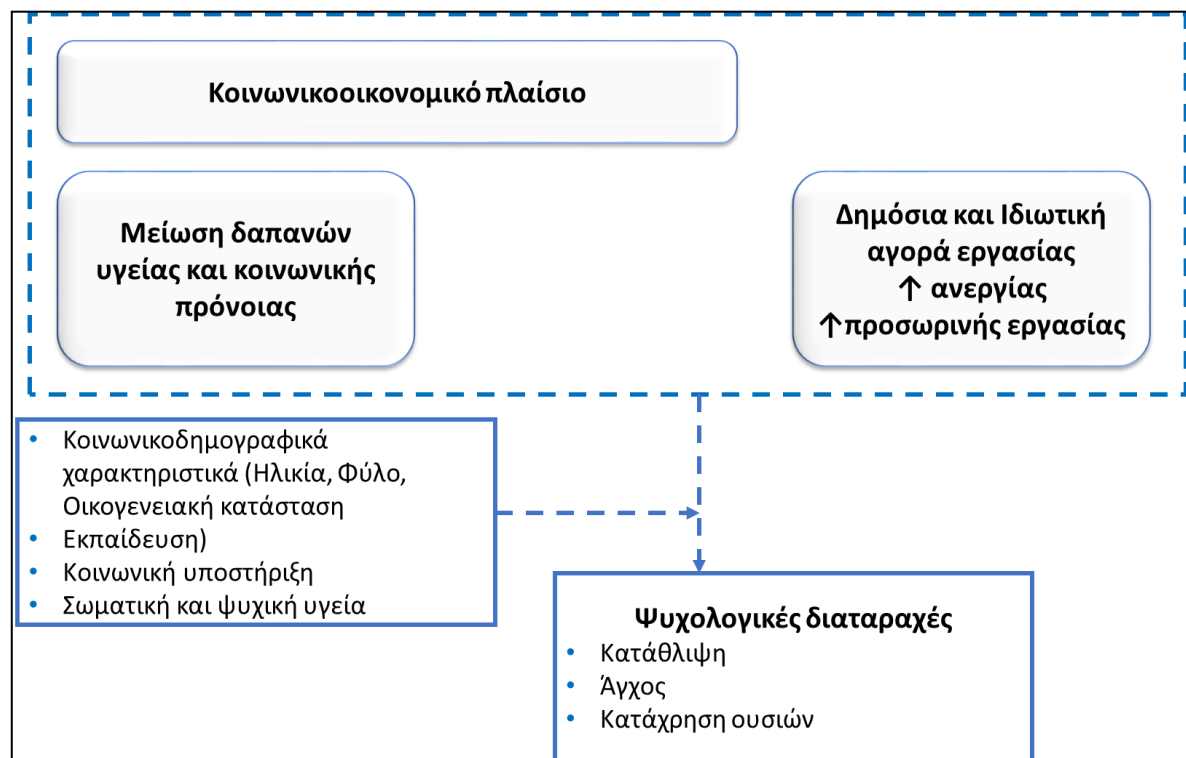 Κοινωνικοοικονομικό πλαίσιο
Μείωση δαπανών
υγείας και κοινωνικής
πρόνοιας
Δημόσια και Ιδιωτική
αγορά εργασίας
↑ ανεργίας
↑προσωρινής εργασίας
• Κοινωνικοδημογραφικά
χαρακτηριστικά (Ηλικία, Φύλο,
Οικογενειακή κατάσταση
• Εκπαίδευση)
• Κοινωνική υποστήριξη
• Σωματική και ψυχική υγεία
Ψυχολογικές διαταραχές
• Κατάθλιψη
• Άγχος
• Κατάχρηση ουσιών